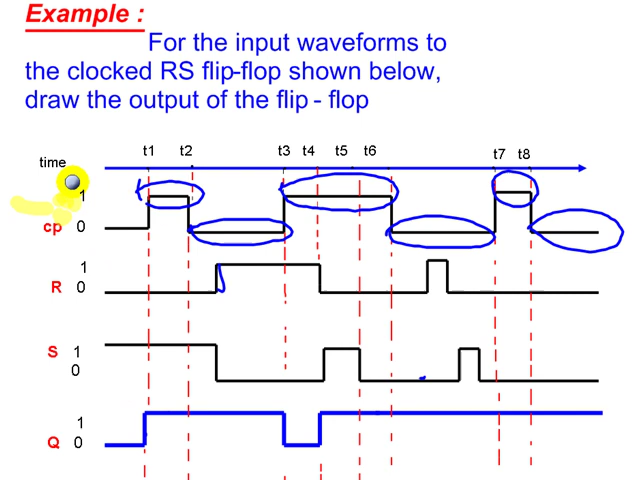 Example :
For the input waveforms to
the clocked RS flip-flop shown below,
draw the output of the flip - flop
t1 t2 t3 t4 t5 t6 t7 t8
time
1
cp 0
1
R 0
S 1
0
1
Q 0